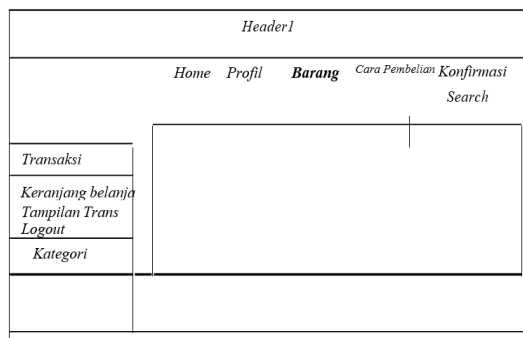 Header1
Home Profil Barang Cara Pembelian Konfirmasi
Search
Transaksi
Keranjang belanja
Tampilan Trans
Logout
Kategori